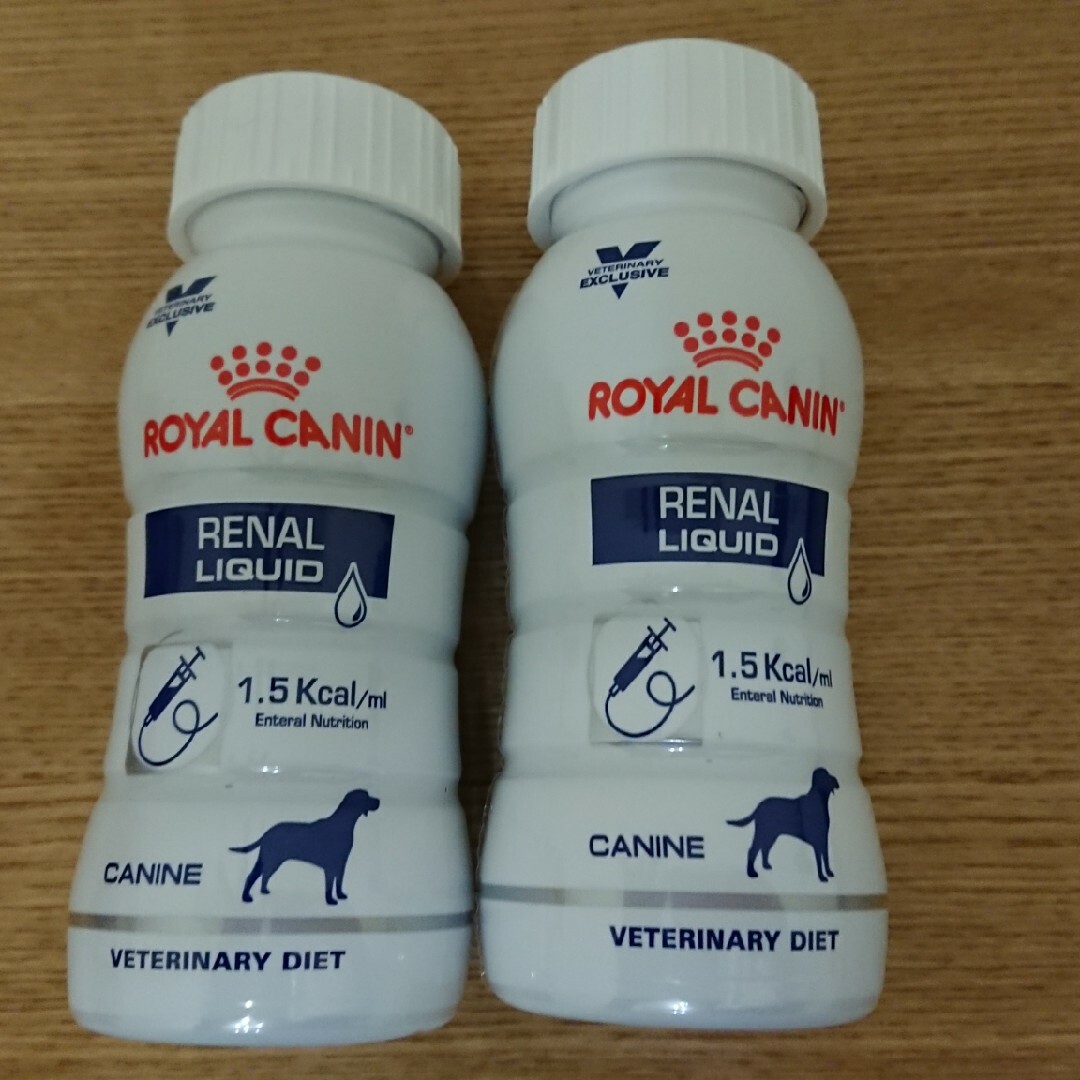 VETERINARY
EXCLUSIVE
ROYAL CANIN®
RENAL
LIQUID
1.5 Kcal/ml
Enteral Nutrition
CANINE
VETERINARY DIET
VETERINARY
EXCLUSIVE
ROYAL CANIN®
RENAL
LIQUID
1.5 Kcal/ml
Enteral Nutrition
CANINE
VETERINARY DIET